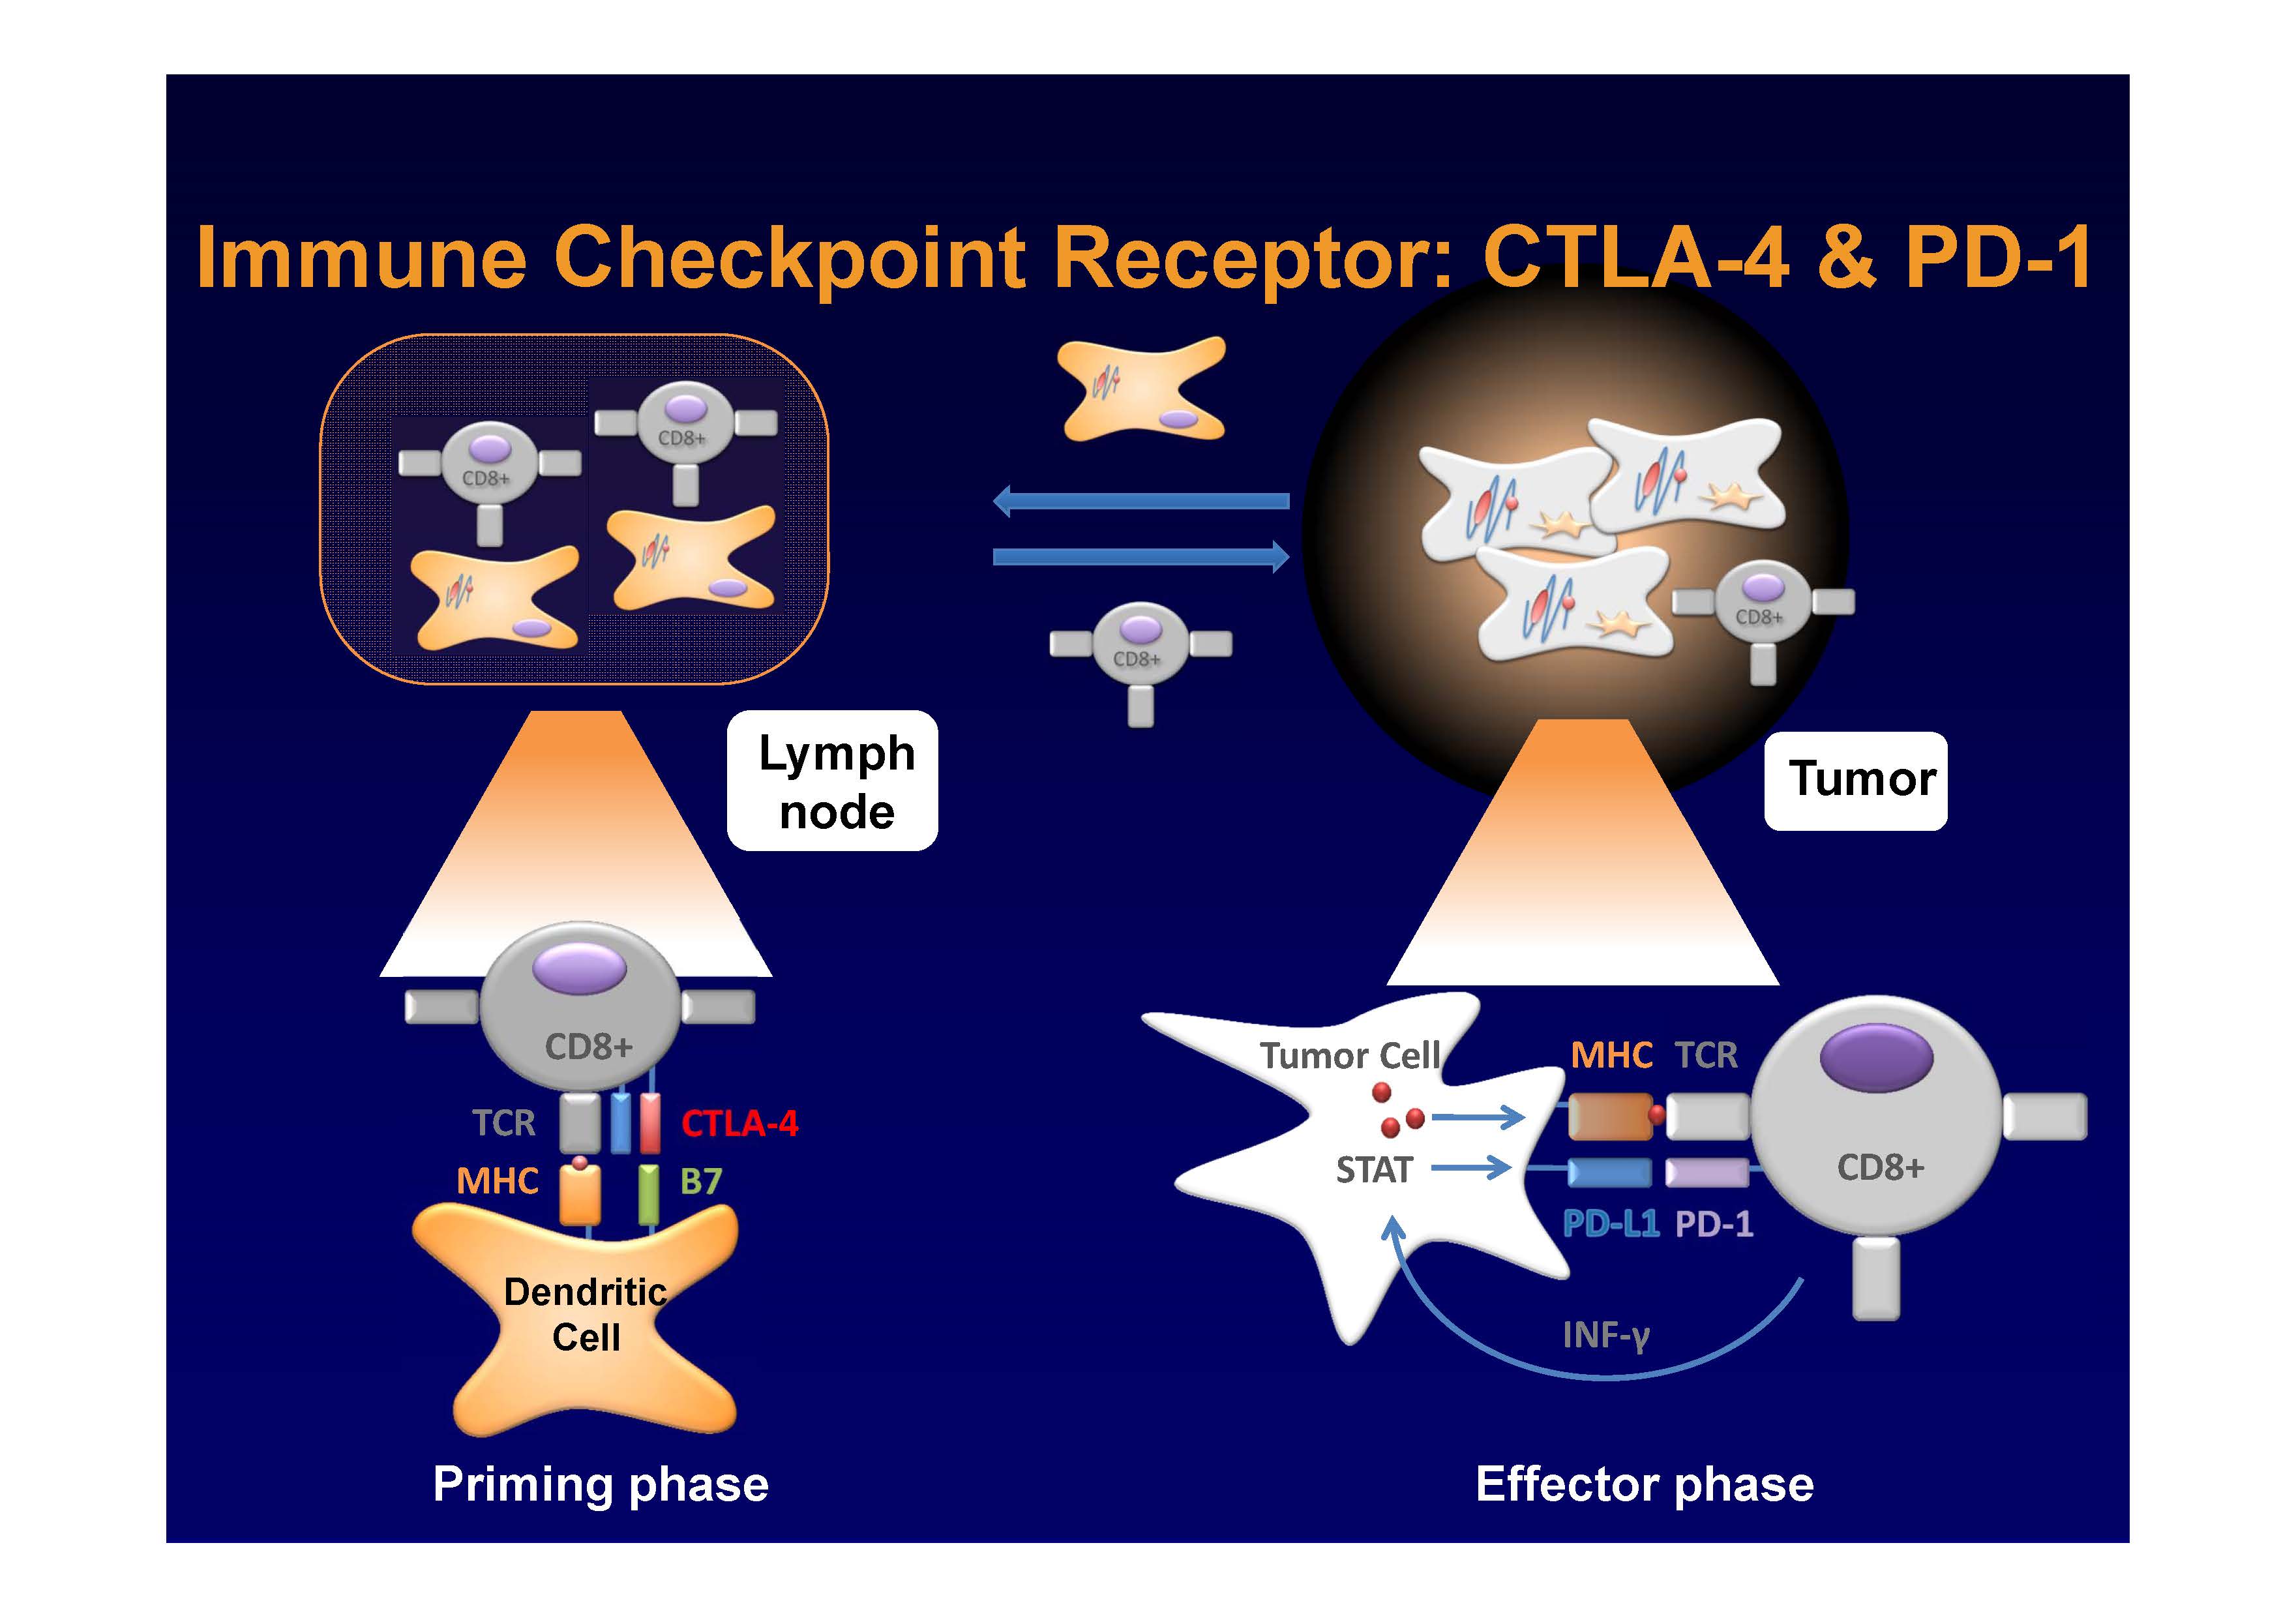 Immune Checkpoint Receptor: CTLA-4 & PD-1
CD8+
CD8+
CD8+
CD8+
Lymph
node
Tumor
CD8+
TCR
CTLA-4
MHC
B7
Dendritic
Cell
Priming phase
Tumor Cell
MHC TCR
STAT
CD8+
PD-L1 PD-1
INF-γ
Effector phase